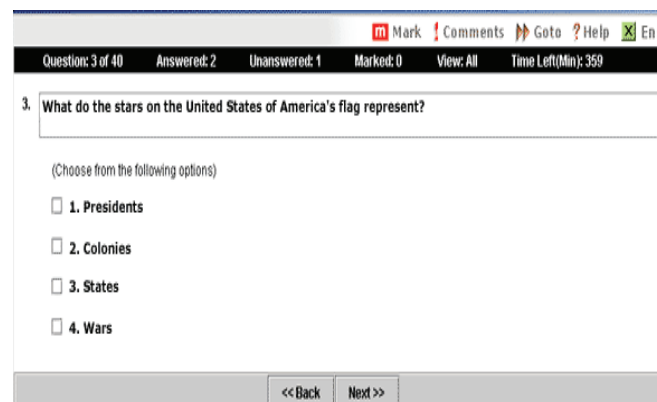 m Mark ! Comments Goto ? Help X En
Question: 3 of 40 Answered: 2 Unanswered: 1 Marked: 0 View: All Time Left(Min): 359
3. What do the stars on the United States of America's flag represent?
(Choose from the following options)
1. Presidents
2. Colonies
3. States
4. Wars
<< Back Next >>